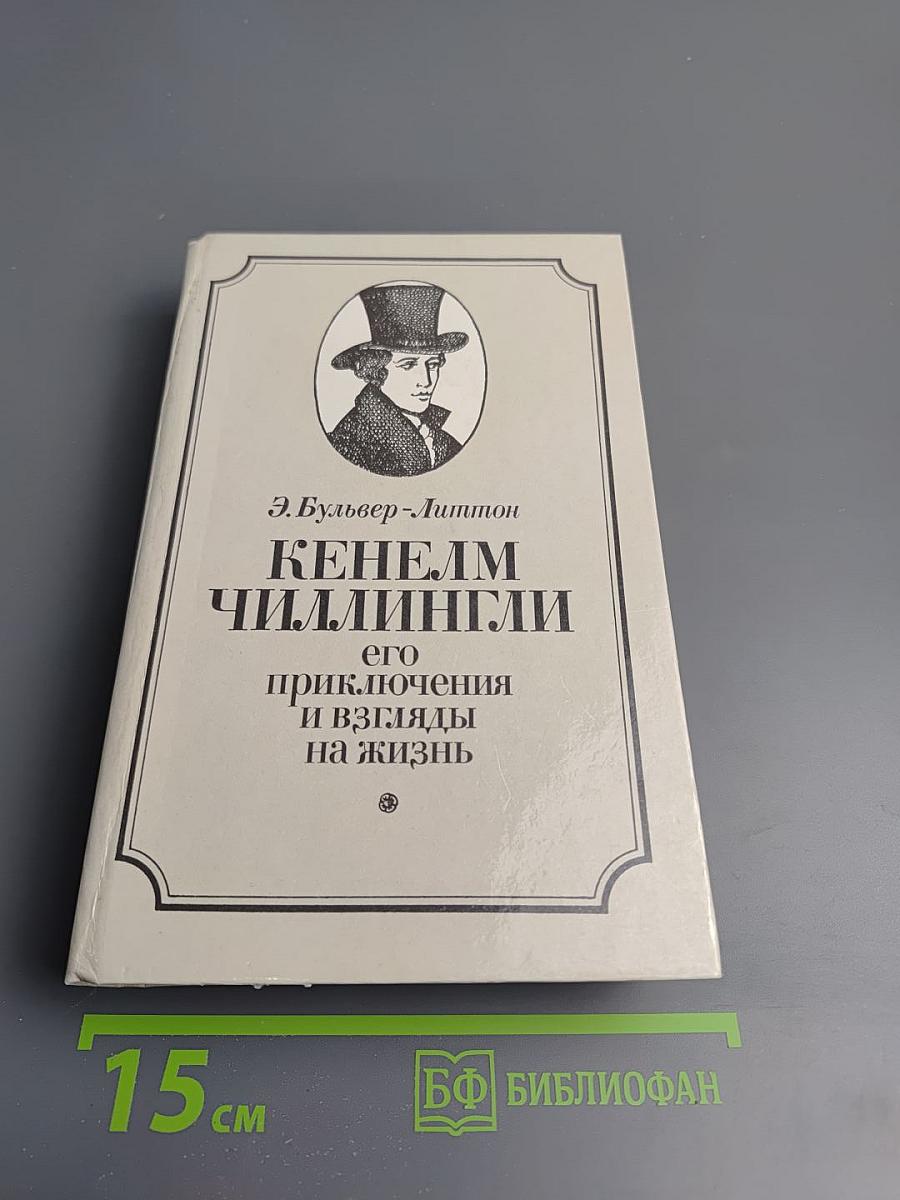 Э. Бульвер-Литтон
КЕНЕЛМ
ЧИЛЛИНГЛИ
его
приключения
и взгляды
на жизнь
15 см
БФ БИБЛИОФАН